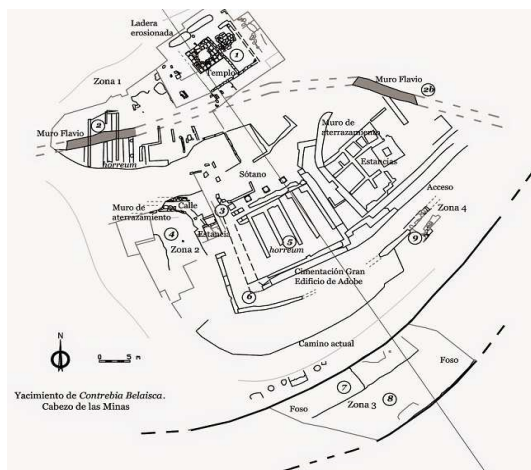 Ladera
erosionada
1
Templo
Zona 1
Muro Flavio
2b
2
Muro Flavio
horreum
Muro de
aterrazamiento
Estancias
Sótano
Acceso
Muro de
aterrazamiento
Calle
3
Zona 4
4
Estancia
5
9
Zona 2
horreum
Cimentación Gran
Edificio de Adobe
6
N
0 5 m
Camino actual
Foso
Yacimiento de Contrebia Belaisca.
Cabezo de las Minas
7
8
Foso
Zona 3